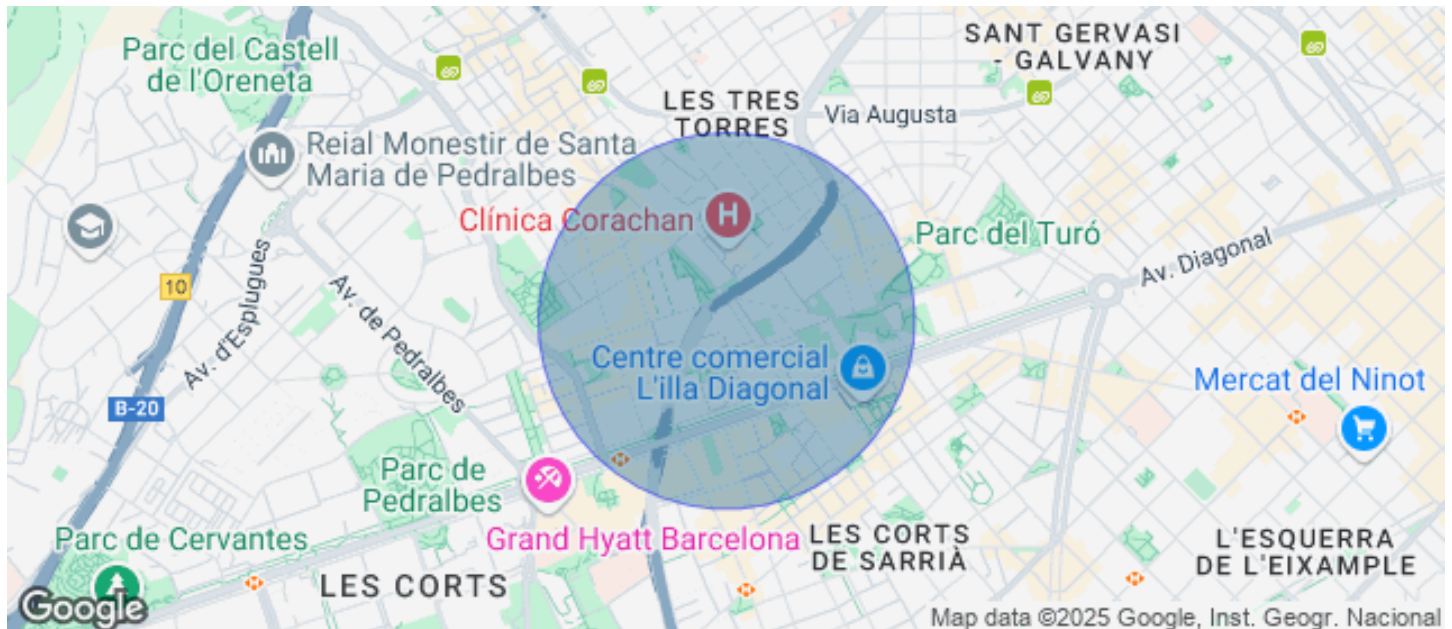 SANT GERVASI
- GALVANY
Parc del Castell
de l'Oreneta
LES TRES
TORRES
Via Augusta
Reial Monestir de Santa
Maria de Pedralbes
Clínica Corachan
H
Parc del Turó
Av. Diagonal
10
Av. d'Esplugues
Av. de Pedralbes
Centre comercial
L'illa Diagonal
Mercat del Ninot
B-20
Parc de
Pedralbes
Grand Hyatt Barcelona
Parc de Cervantes
LES CORTS
DE SARRIÀ
L'ESQUERRA
DE L'EIXAMPLE
LES CORTS
Google
Map data ©2025 Google, Inst. Geogr. Nacional